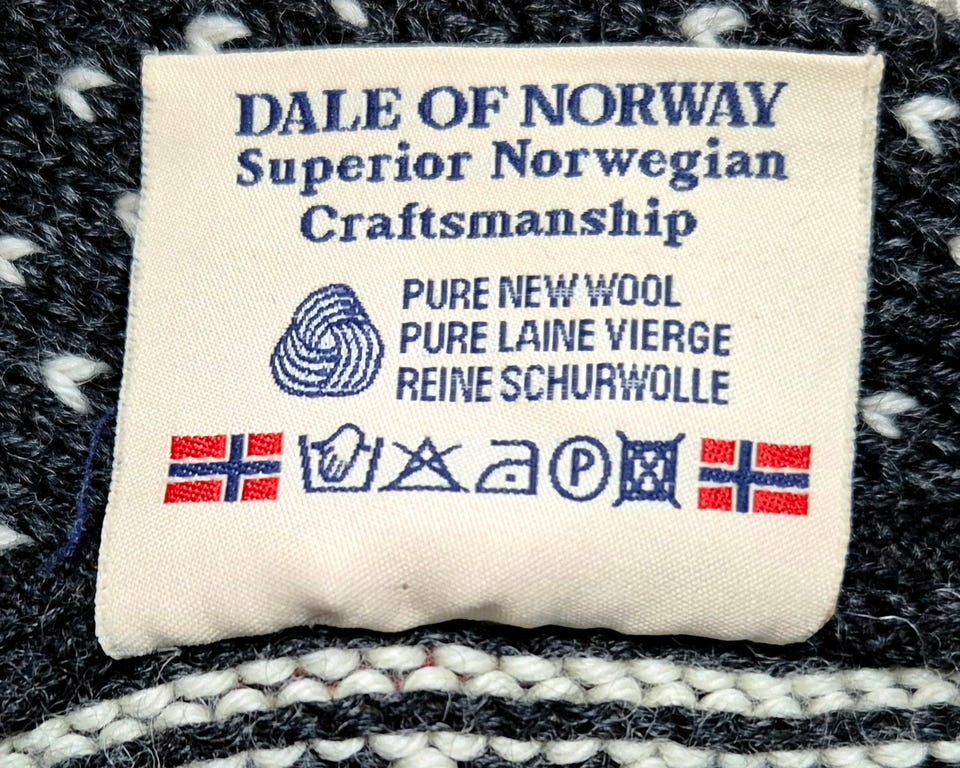 DALE OF NORWAY
Superior Norwegian
Craftsmanship
PURE NEW WOOL
PURE LAINE VIERGE
REINE SCHURWOLLE
P